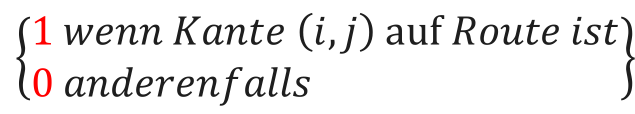 {1 wenn Kante (i,j) auf Route ist}
0 anderenfalls